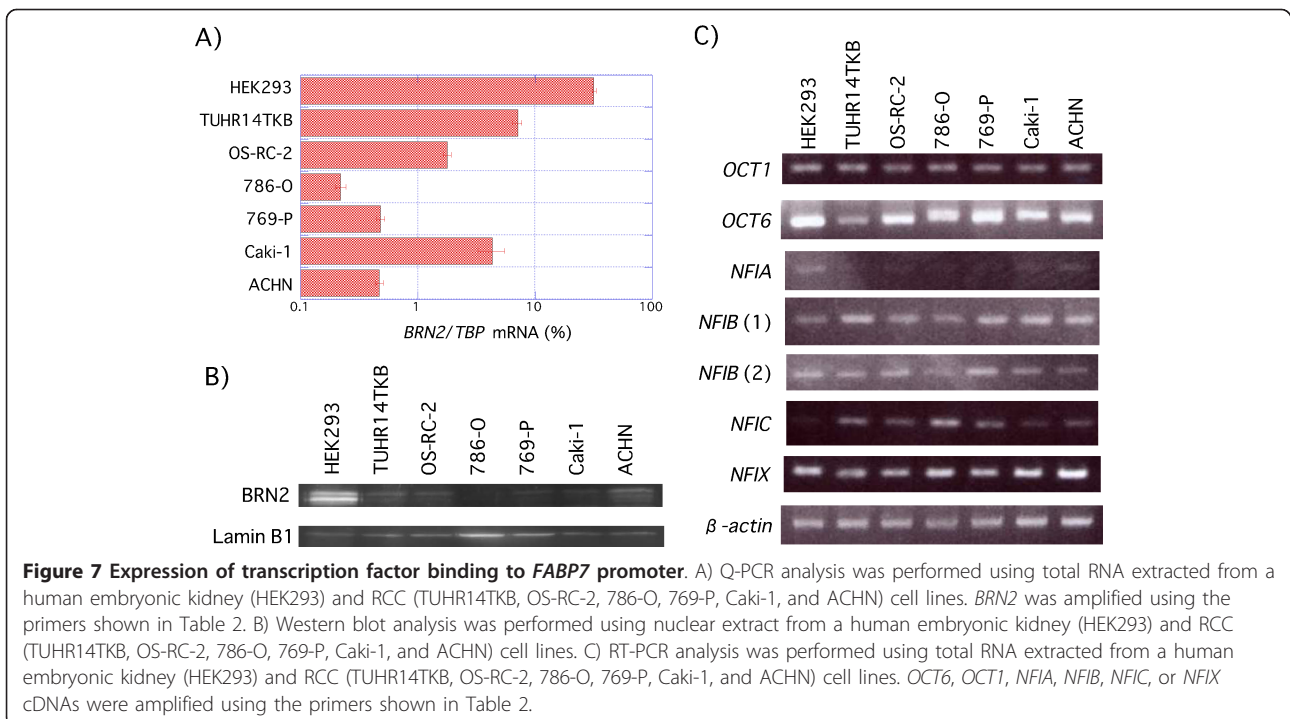 A)
HEK293
TUHR14TKB
OS-RC-2
786-O
769-P
Caki-1
ACHN
0.1 1 10 100
BRN2/TBP mRNA (%)
B)
HEK293 TUHR14TKB OS-RC-2 786-O 769-P Caki-1 ACHN
BRN2
Lamin B1
C)
HEK293 TUHR14TKB OS-RC-2 786-O 769-P Caki-1 ACHN
OCT1
OCT6
NFIA
NFIB (1)
NFIB (2)
NFIC
NFIX
β-actin
Figure 7 Expression of transcription factor binding to FABP7 promoter. A) Q-PCR analysis was performed using total RNA extracted from a
human embryonic kidney (HEK293) and RCC (TUHR14TKB, OS-RC-2, 786-O, 769-P, Caki-1, and ACHN) cell lines. BRN2 was amplified using the
primers shown in Table 2. B) Western blot analysis was performed using nuclear extract from a human embryonic kidney (HEK293) and RCC
(TUHR14TKB, OS-RC-2, 786-O, 769-P, Caki-1, and ACHN) cell lines. C) RT-PCR analysis was performed using total RNA extracted from a human
embryonic kidney (HEK293) and RCC (TUHR14TKB, OS-RC-2, 786-O, 769-P, Caki-1, and ACHN) cell lines. OCT6, OCT1, NFIA, NFIB, NFIC, or NFIX
cDNAs were amplified using the primers shown in Table 2.